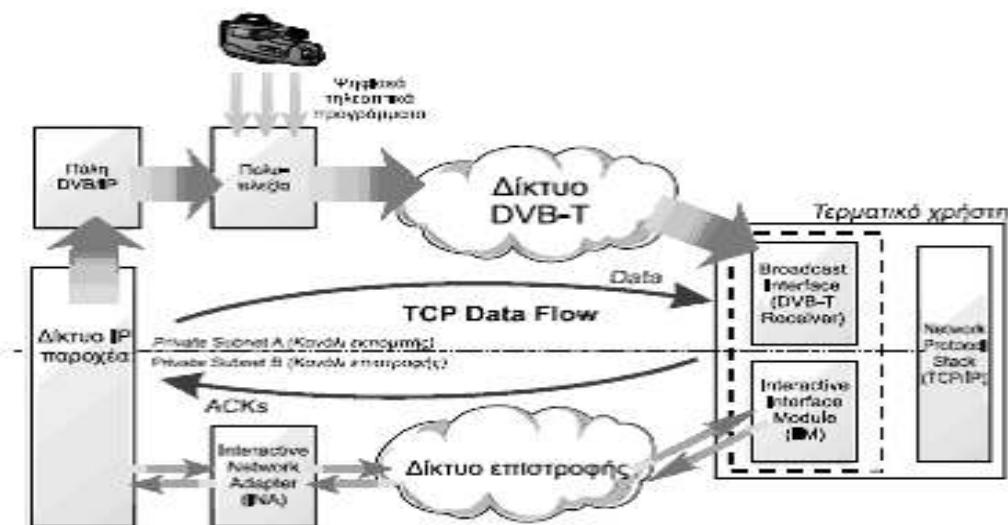 Ψηφιακά
τηλεοπτικά
προγράμματα
Πύλη
DVB/IP
Πολυ-
πλέξια
Δίκτυο
DVB-T
Τερματικό χρήστη
Data
Broadcast
Interface
(DVB-T
Receiver)
TCP Data Flow
Δίκτυο IP
παροχέα
Private Subnet A (Κανάλι εκπομπής)
Private Subnet B (Κανάλι επιστροφής)
Network
Protocol
Stack
(TCP/IP)
ACKs
Interactive
Interface
Module
(IIM)
Interactive
Network
Adapter
(INA)
Δίκτυο επιστροφής